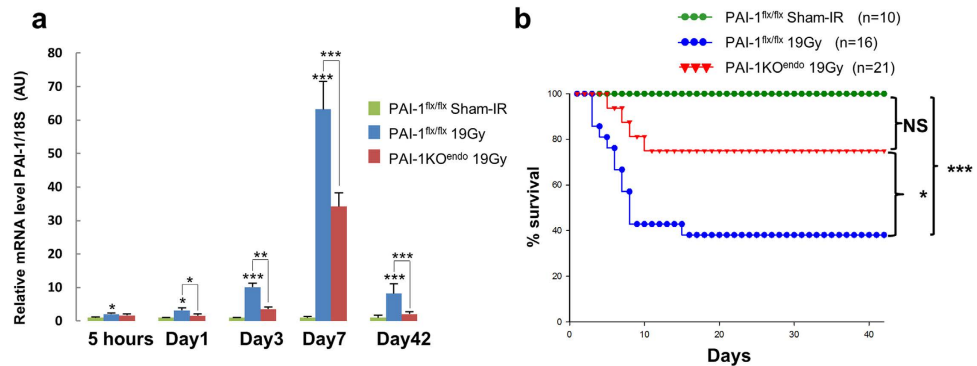 a
Relative mRNA level PAI-1/18S (AU)
80
70
60
50
40
30
20
10
0
* * * *** ** *** *** *** ***
5 hours Day1 Day3 Day7 Day42
PAI-1flx/flx Sham-IR
PAI-1flx/flx 19Gy
PAI-1KOendo 19Gy
b
PAI-1flx/flx Sham-IR (n=10)
PAI-1flx/flx 19Gy (n=16)
PAI-1KOendo 19Gy (n=21)
% survival
100
80
60
40
20
0
0 10 20 30 40
Days
NS
*
***